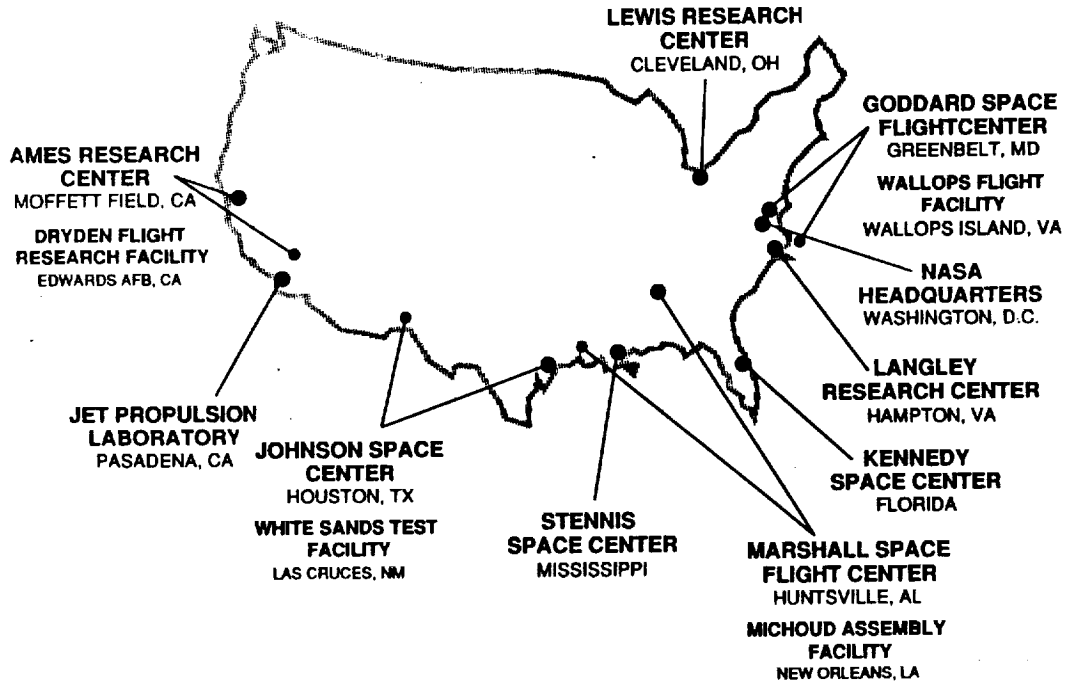 LEWIS RESEARCH
CENTER
CLEVELAND, OH
GODDARD SPACE
FLIGHTCENTER
GREENBELT, MD
WALLOPS FLIGHT
FACILITY
WALLOPS ISLAND, VA
NASA
HEADQUARTERS
WASHINGTON, D.C.
LANGLEY
RESEARCH CENTER
HAMPTON, VA
KENNEDY
SPACE CENTER
FLORIDA
MARSHALL SPACE
FLIGHT CENTER
HUNTSVILLE, AL
MICHOUD ASSEMBLY
FACILITY
NEW ORLEANS, LA
STENNIS
SPACE CENTER
MISSISSIPPI
JOHNSON SPACE
CENTER
HOUSTON, TX
WHITE SANDS TEST
FACILITY
LAS CRUCES, NM
JET PROPULSION
LABORATORY
PASADENA, CA
AMES RESEARCH
CENTER
MOFFETT FIELD, CA
DRYDEN FLIGHT
RESEARCH FACILITY
EDWARDS AFB, CA